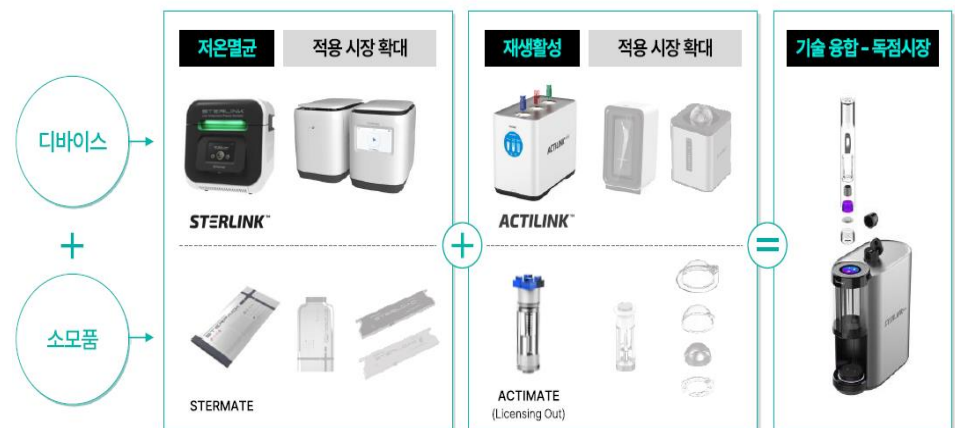 저온멸균
적용 시장 확대
재생활성
적용 시장 확대
기술 융합 – 독점시장
디바이스
STERLINK
ACTILINK
STERLINK™
ACTILINK™
+
+
=
소모품
STERMATE
ACTIMATE
(Licensing Out)